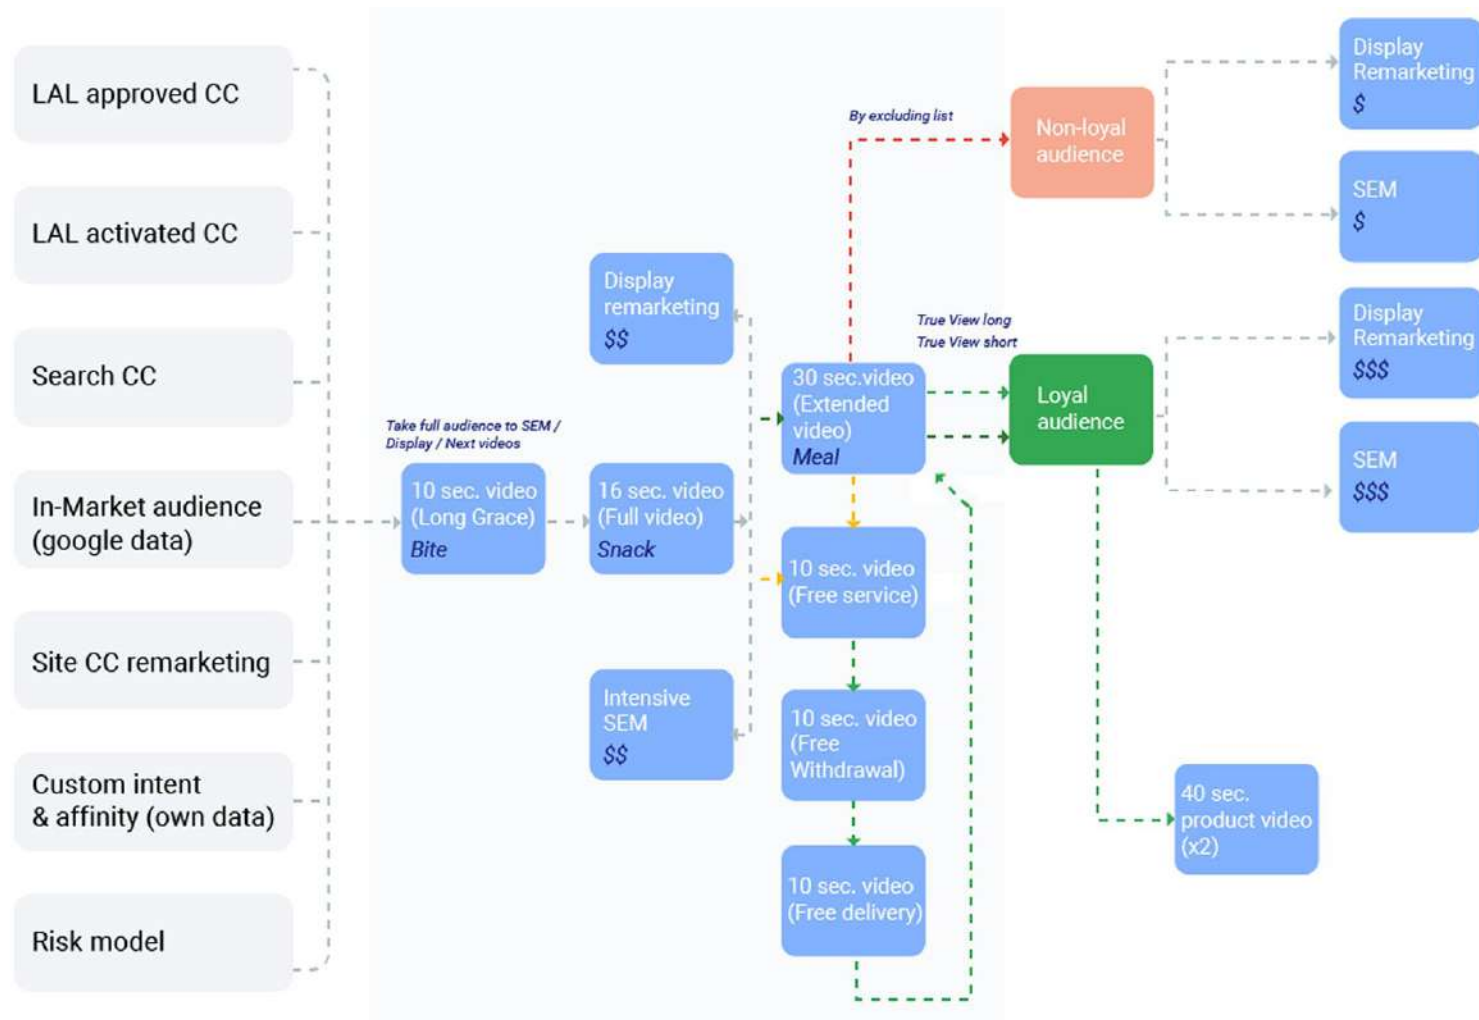 LAL approved CC
LAL activated CC
Search CC
In-Market audience
(google data)
Site CC remarketing
Custom intent
& affinity (own data)
Risk model
Take full audience to SEM /
Display / Next videos
10 sec. video
(Long Grace)
Bite
16 sec. video
(Full video)
Snack
Display
remarketing
$$
Intensive
SEM
$$
30 sec.video
(Extended
video)
Meal
10 sec. video
(Free service)
10 sec. video
(Free
Withdrawal)
10 sec. video
(Free delivery)
By excluding list
True View long
True View short
Non-loyal
audience
Loyal
audience
Display
Remarketing
$
SEM
$
Display
Remarketing
$$$
SEM
$$$
40 sec.
product video
(x2)